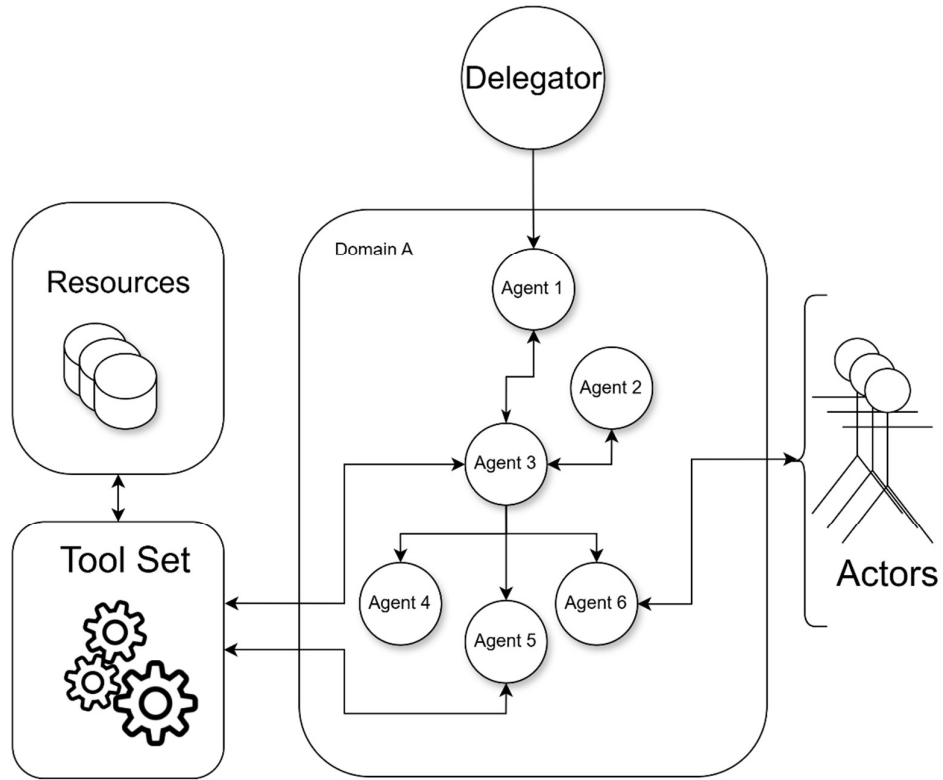 Delegator
Domain A
Agent 1
Resources
Agent 2
Agent 3
Tool Set
Agent 4
Agent 5
Agent 6
Actors